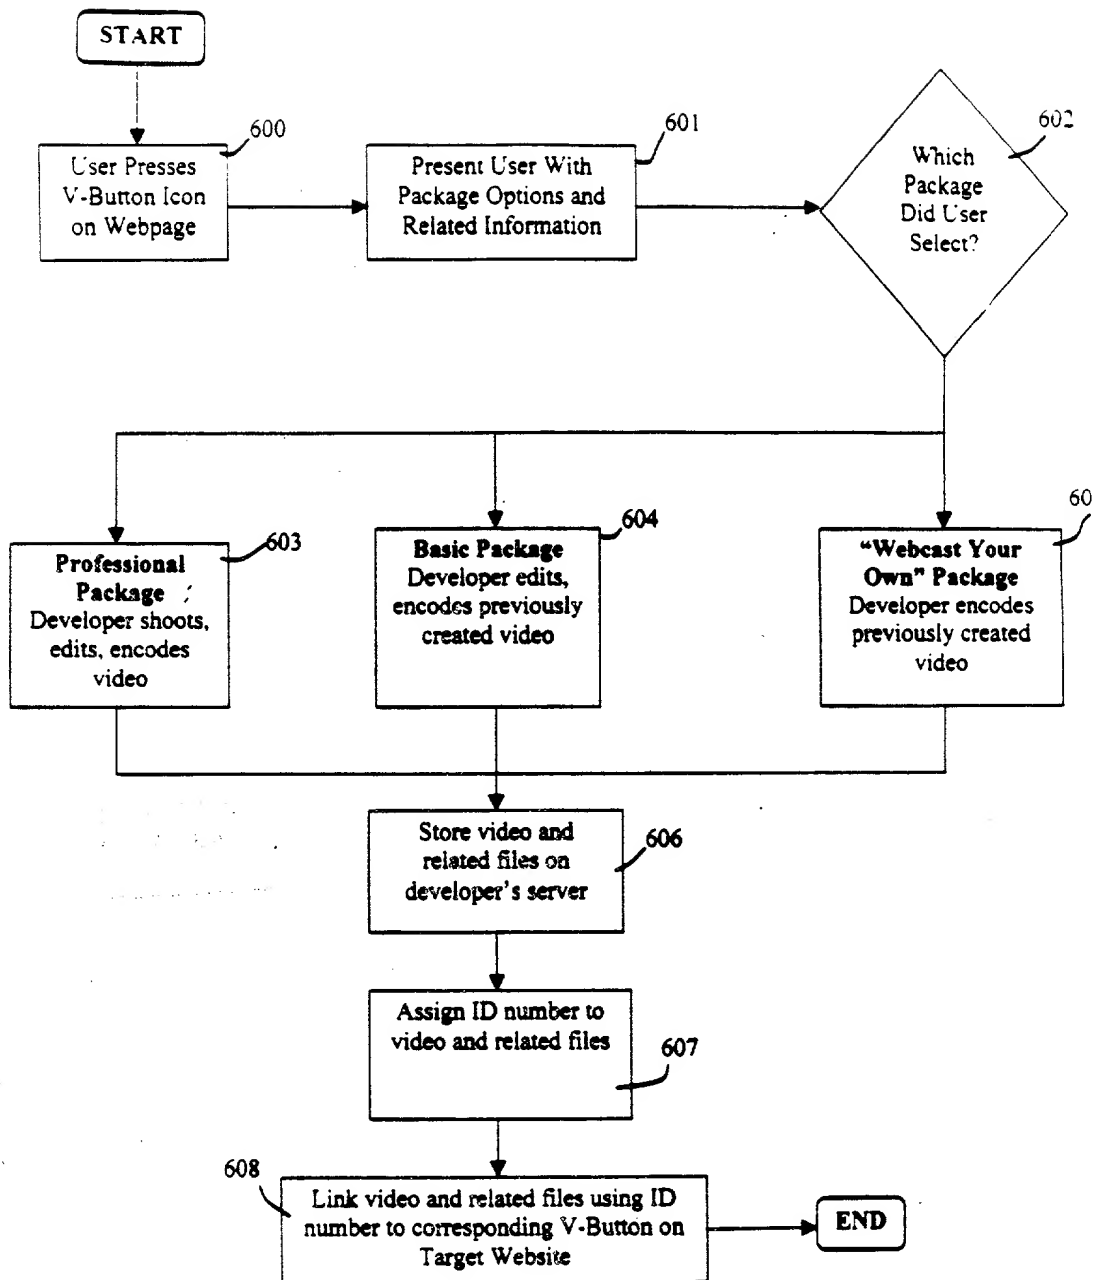 START
600
User Presses
V-Button Icon
on Webpage
601
Present User With
Package Options and
Related Information
602
Which
Package
Did User
Select?
603
Professional
Package
Developer shoots,
edits, encodes
video
604
Basic Package
Developer edits,
encodes previously
created video
60
“Webcast Your
Own” Package
Developer encodes
previously created
video
Store video and
related files on
developer's server
606
Assign ID number to
video and related files
607
608
Link video and related files using ID
number to corresponding V-Button on
Target Website
END